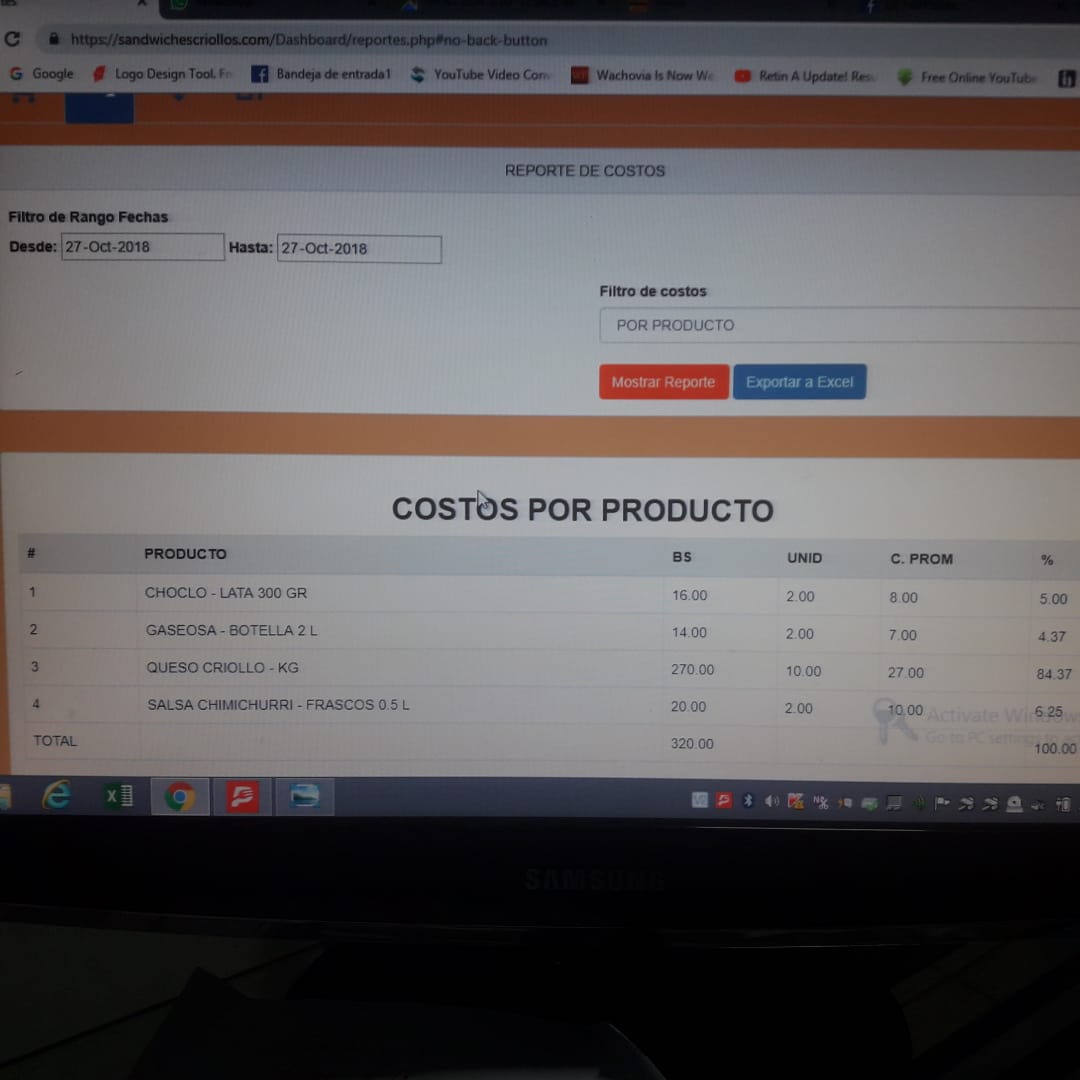 https://sandwichescriollos.com/Dashboard/reportes.php#no-back-button
Google Logo Design Tool. Fr Bandeja de entrada1 YouTube Video Con Wachovia Is Now We Retin A Update! Resu Free Online YouTube
REPORTE DE COSTOS
Filtro de Rango Fechas
Desde: 27-Oct-2018 Hasta: 27-Oct-2018
Filtro de costos
POR PRODUCTO
Mostrar Reporte Exportar a Excel
COSTOS POR PRODUCTO
# PRODUCTO BS UNID C. PROM %
1 CHOCLO - LATA 300 GR 16.00 2.00 8.00 5.00
2 GASEOSA - BOTELLA 2 L 14.00 2.00 7.00 4.37
3 QUESO CRIOLLO - KG 270.00 10.00 27.00 84.37
4 SALSA CHIMICHURRI - FRASCOS 0.5 L 20.00 2.00 10.00 6.25
Activate Windows
Go to PC settings to ac
TOTAL 320.00 100.00
SAMSUNG